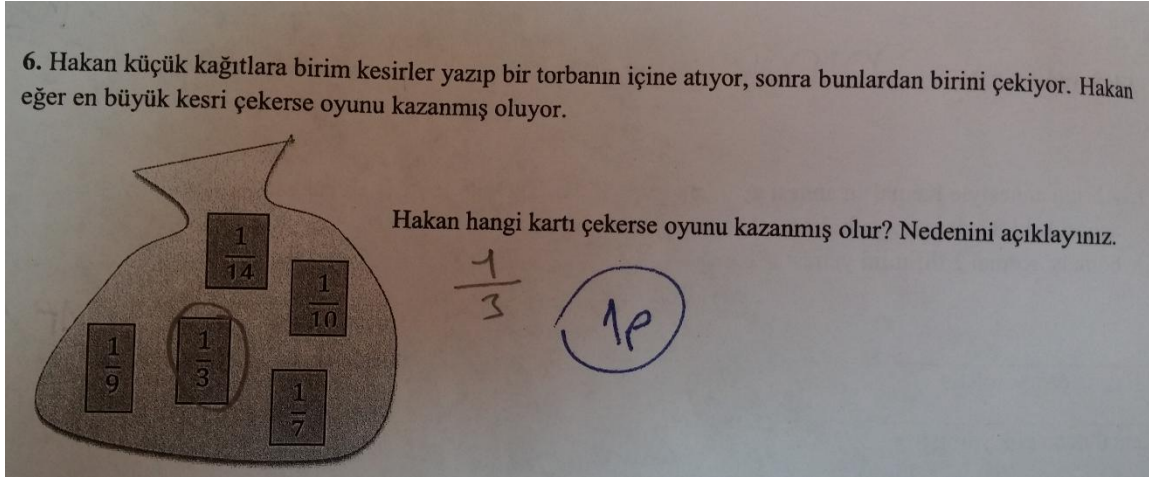 6. Hakan küçük kağıtlara birim kesirler yazıp bir torbanın içine atıyor, sonra bunlardan birini çekiyor. Hakan
eğer en büyük kesri çekerse oyunu kazanmış oluyor.
Hakan hangi kartı çekerse oyunu kazanmış olur? Nedenini açıklayınız.
1/3
1p
1/14
1/10
1/9
1/3
1/7